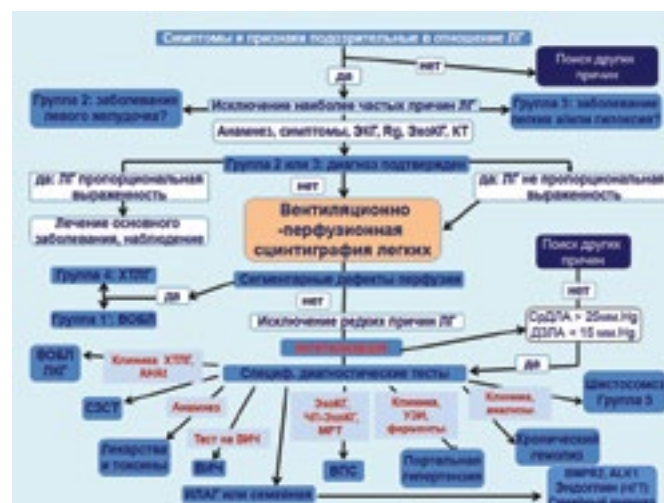 Симптомы и признаки подозрительные в отношении ЛГ
нет
Поиск других
причин
да
Группа 2: заболевания
левого желудочка?
Исключение наиболее частых причин ЛГ
Группа 3: заболевание
легких и/или гипоксия?
Анамнез, симптомы, ЭКГ, Rg, ЭхоКГ, КТ
Группа 2 или 3: диагноз подтвержден
да: ЛГ пропорциональная
выраженность
нет
да: ЛГ не пропорциональная
выраженность
Лечение основного
заболевания, наблюдение
Вентиляционно
-перфузионная
сцинтиграфия легких
Поиск других
причин
Группа 4: ХТЛГ
да
Сегментарные дефекты перфузии
Группа 1': ВОБЛ
нет
нет
Исключение редких причин ЛГ
СрДЛА > 25мм.Hg
ДЗЛА < 15 мм.Hg
да
ВОБЛ
ЛКГ
Клиника ХТЛГ,
Специф. диагностические тесты
СЗСТ
Анамнез
ЭхоКГ,
ЧП-ЭхоКГ,
МРТ
Клиника,
УЗИ,
ферменты
Клиника,
анализы
Шистосомоз
Группа 5
Лекарства
и токсины
Тест на ВИЧ
ВИЧ
ВПС
Портальная
гипертензия
Хронический
гемолиз
ИЛАГ или семейная
BMPR2, ALK1
Эндоглин (НГТ)